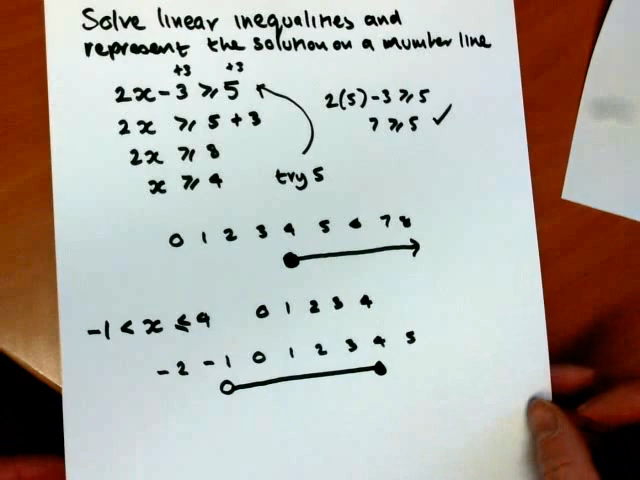 Solve linear inequalities and
represent the solution on a number line
+3 +3
2x - 3 ≥ 5
2x ≥ 5 + 3
2x ≥ 8
x ≥ 4
try 5
2(5) - 3 ≥ 5
7 ≥ 5 ✓
0 1 2 3 4 5 6 7 8
-1 < x ≤ 4
0 1 2 3 4
-2 -1 0 1 2 3 4 5